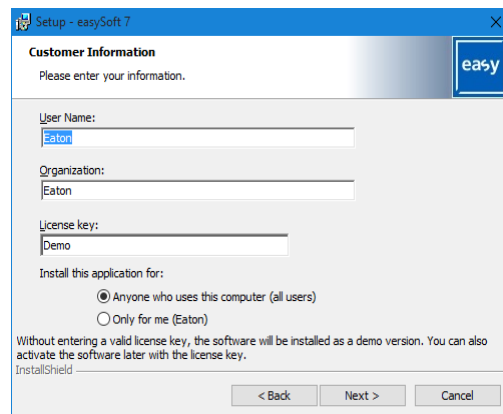 Setup - easySoft 7
Customer Information
Please enter your information.
easy
User Name:
Eaton
Organization:
Eaton
License key:
Demo
Install this application for:
Anyone who uses this computer (all users)
Only for me (Eaton)
Without entering a valid license key, the software will be installed as a demo version. You can also
activate the software later with the license key.
InstallShield
< Back Next > Cancel